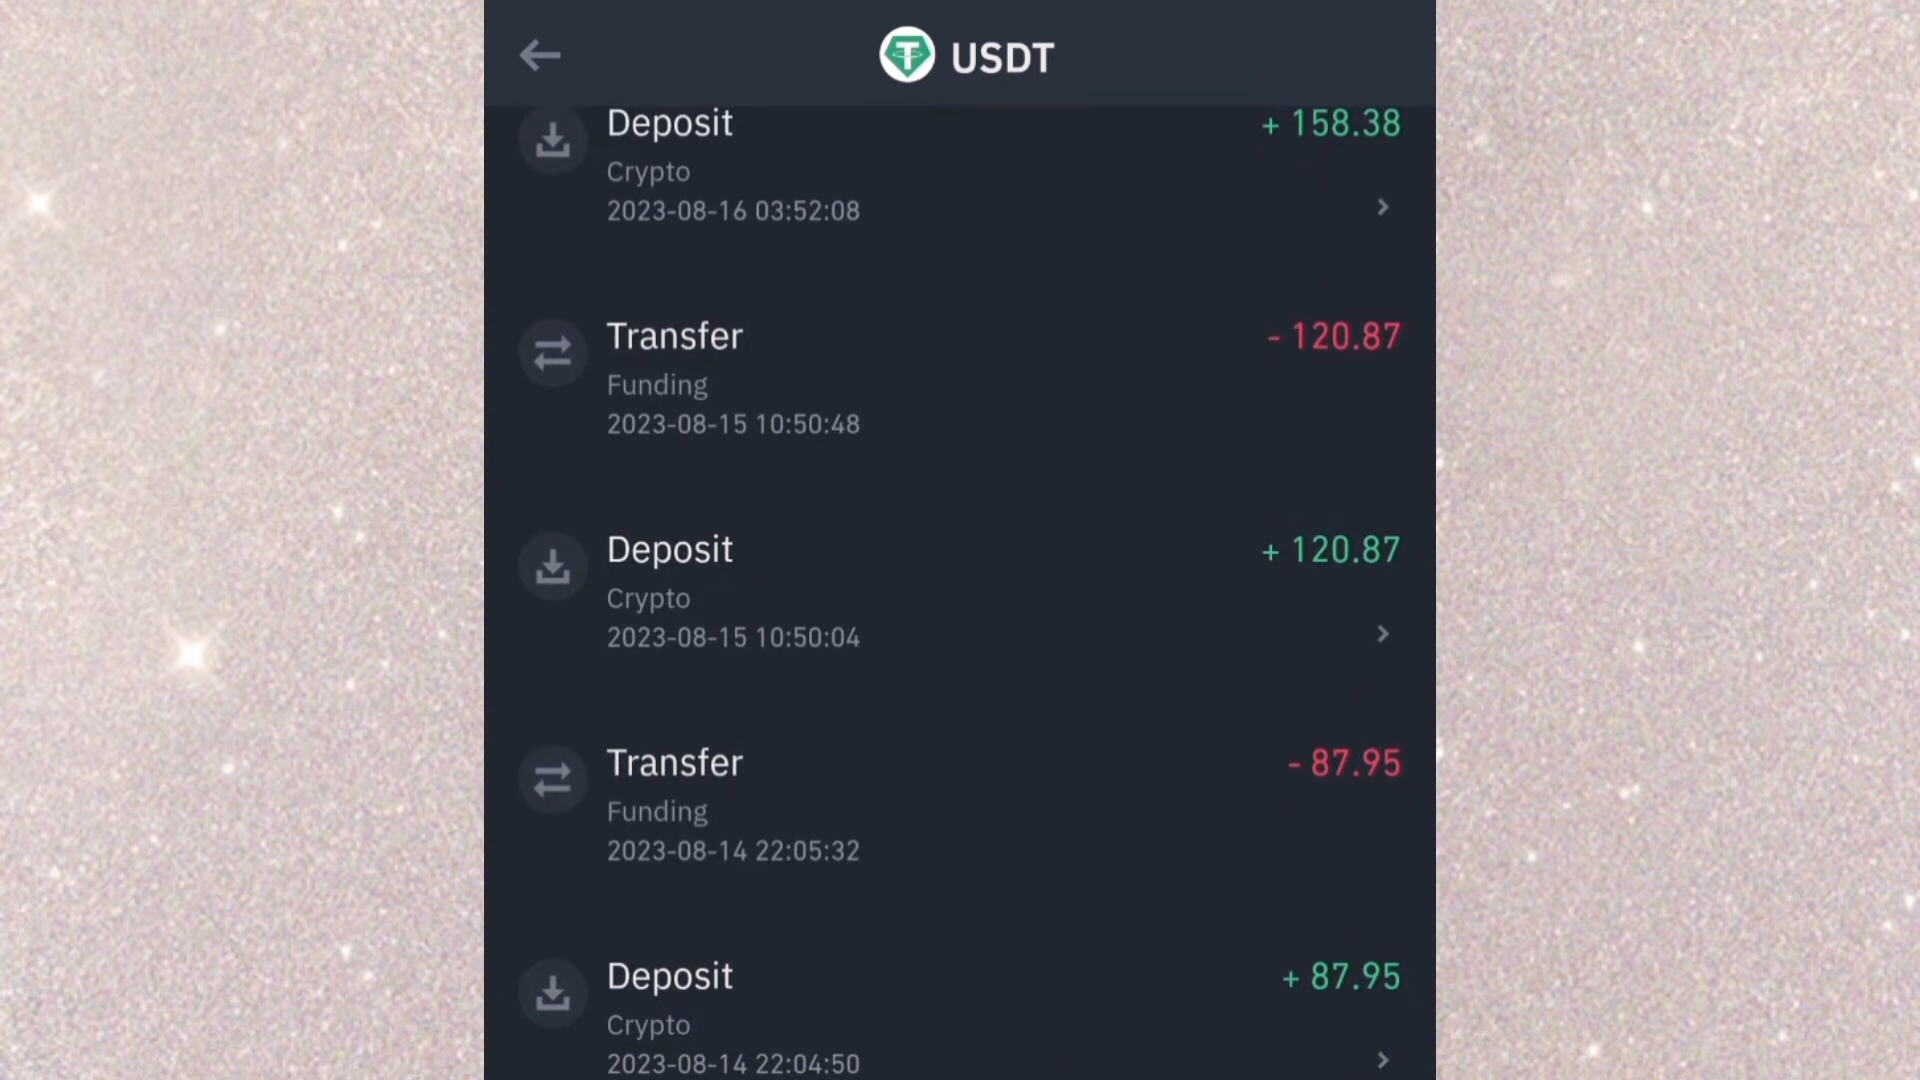 USDT
Deposit + 158.38
Crypto
2023-08-16 03:52:08
Transfer - 120.87
Funding
2023-08-15 10:50:48
Deposit + 120.87
Crypto
2023-08-15 10:50:04
Transfer - 87.95
Funding
2023-08-14 22:05:32
Deposit + 87.95
Crypto
2023-08-14 22:04:50